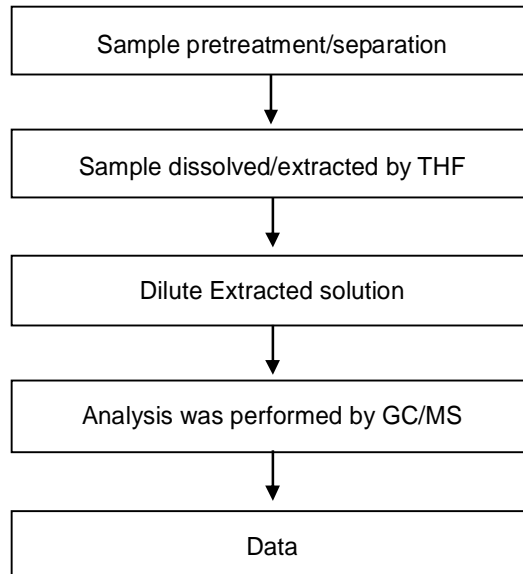 Sample pretreatment/separation
Sample dissolved/extracted by THF
Dilute Extracted solution
Analysis was performed by GC/MS
Data